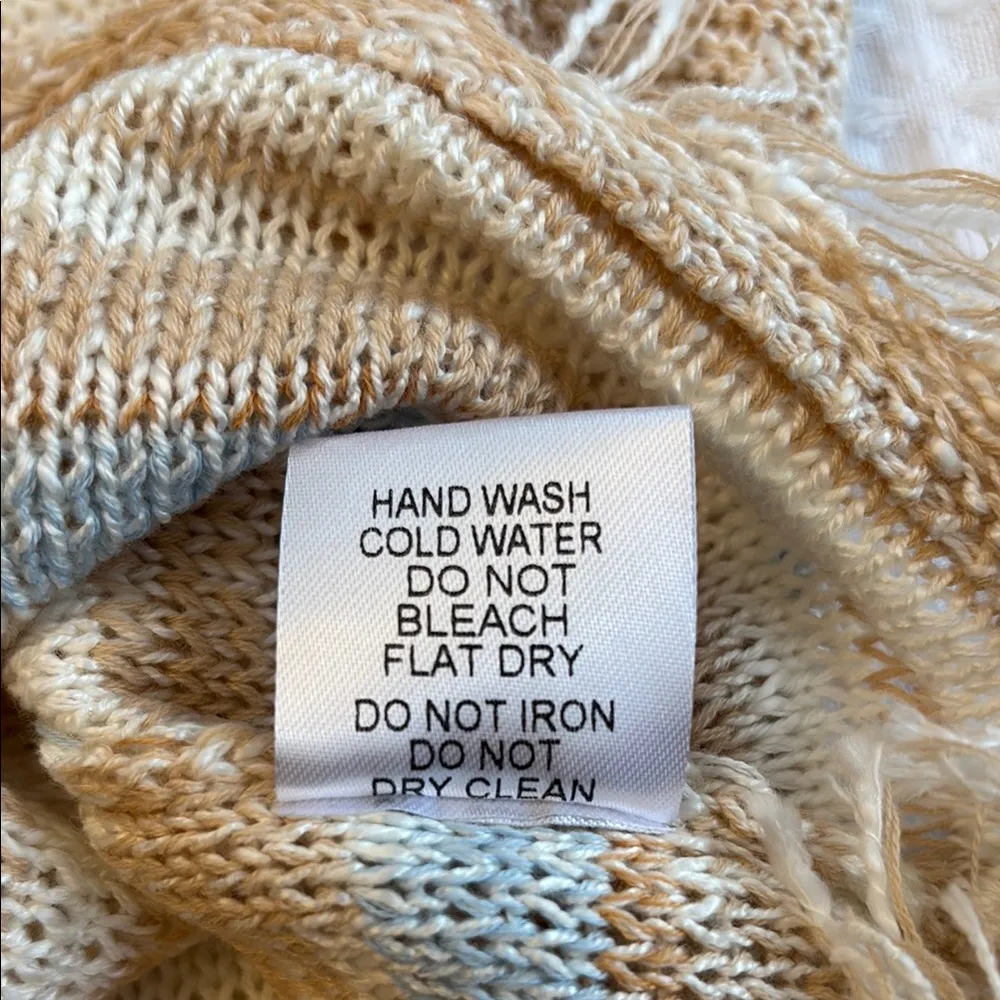 HAND WASH
COLD WATER
DO NOT
BLEACH
FLAT DRY
DO NOT IRON
DO NOT
DRY CLEAN